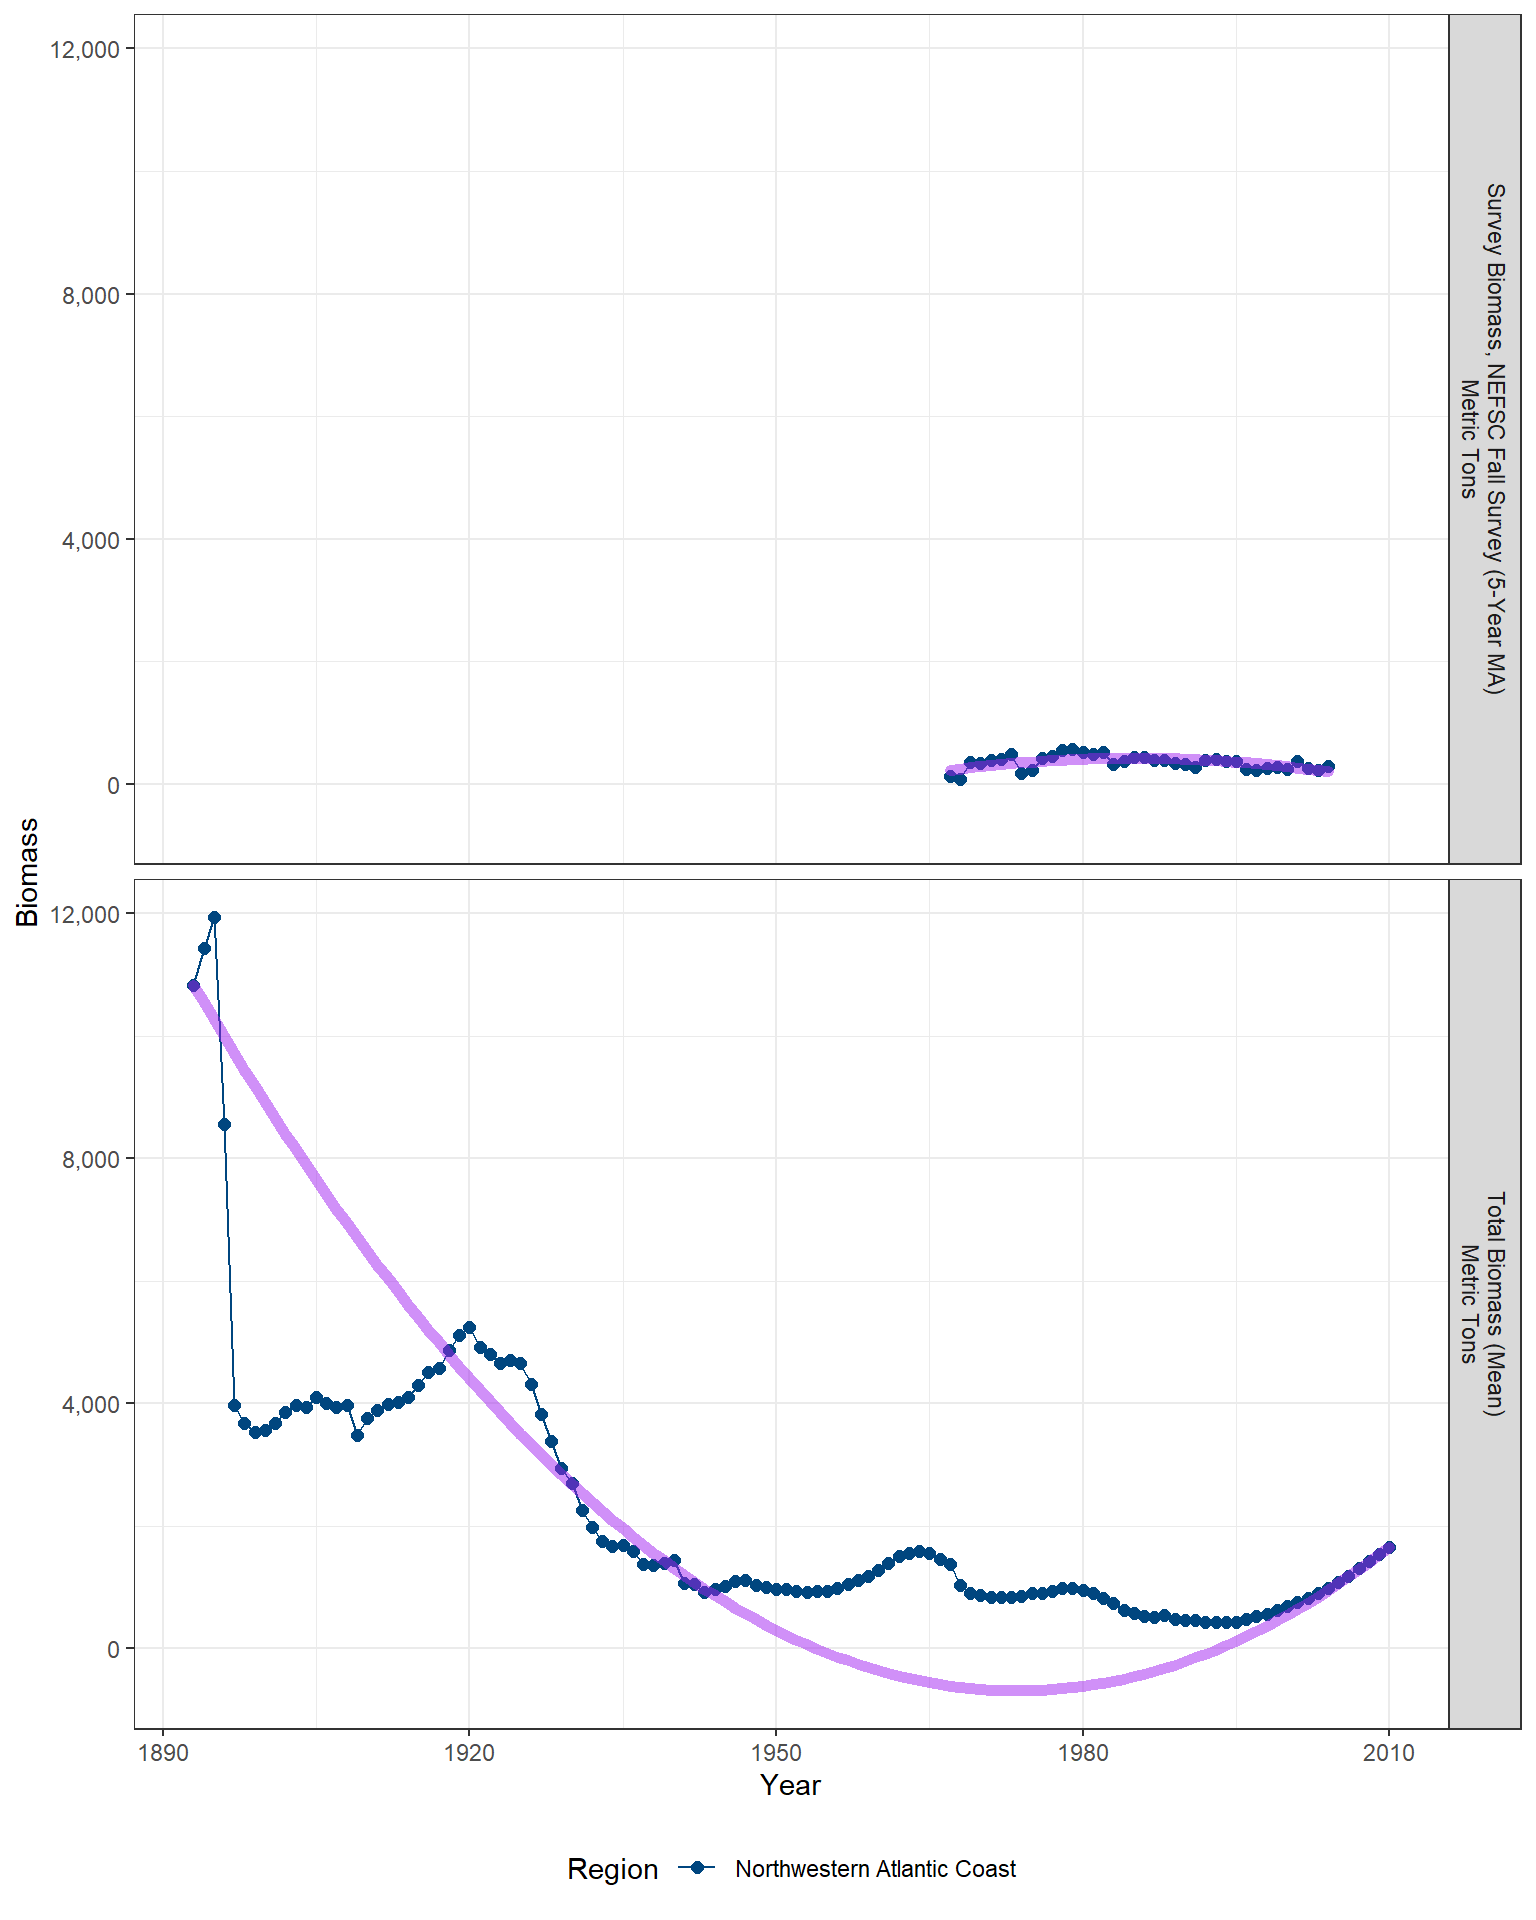 12,000
8,000
4,000
0
Survey Biomass, NEFSC Fall Survey (5-Year MA)
Metric Tons
Biomass
12,000
8,000
4,000
0
Total Biomass (Mean)
Metric Tons
1890 1920 1950 1980 2010
Year
Region Northwestern Atlantic Coast